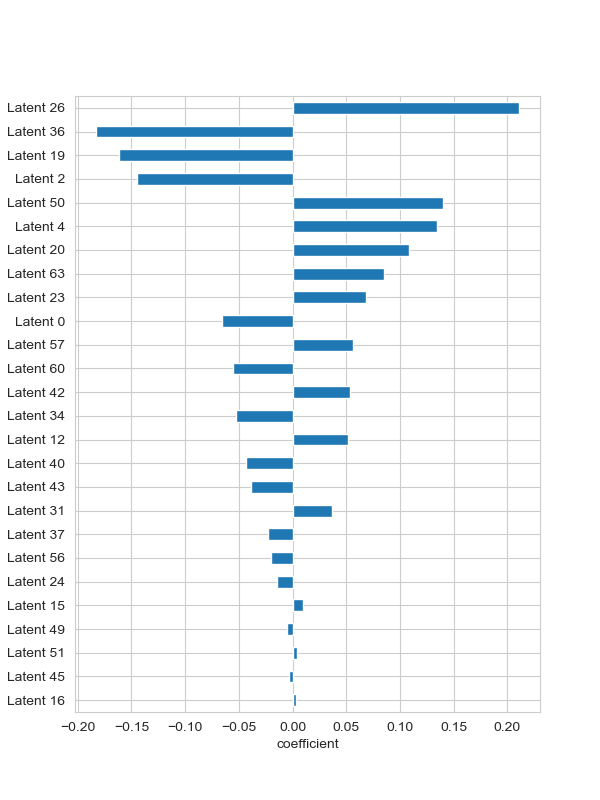 Latent 26
Latent 36
Latent 19
Latent 2
Latent 50
Latent 4
Latent 20
Latent 63
Latent 23
Latent 0
Latent 57
Latent 60
Latent 42
Latent 34
Latent 12
Latent 40
Latent 43
Latent 31
Latent 37
Latent 56
Latent 24
Latent 15
Latent 49
Latent 51
Latent 45
Latent 16
−0.20 −0.15 −0.10 −0.05 0.00 0.05 0.10 0.15 0.20
coefficient